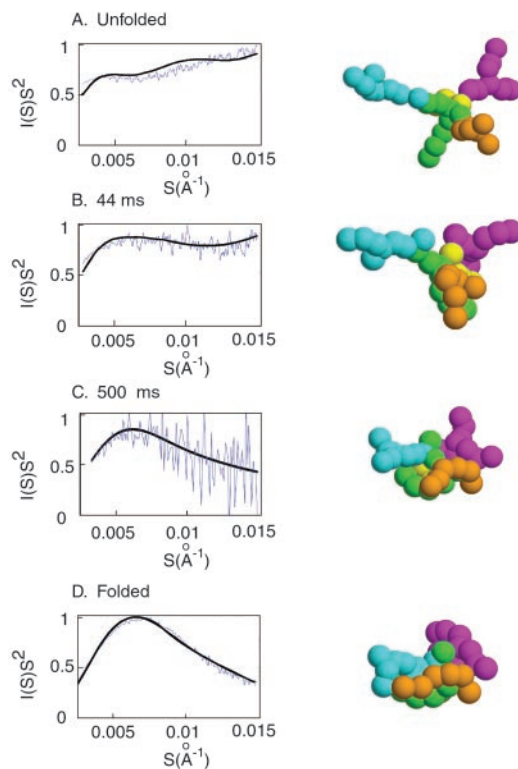 A. Unfolded
I(S)S²
1
0.5
0
0.005 0.01 0.015
S(Å⁻¹)
B. 44 ms
I(S)S²
1
0.5
0
0.005 0.01 0.015
S(Å⁻¹)
C. 500 ms
I(S)S²
1
0.5
0
0.005 0.01 0.015
S(Å⁻¹)
D. Folded
I(S)S²
1
0.5
0
0.005 0.01 0.015
S(Å⁻¹)